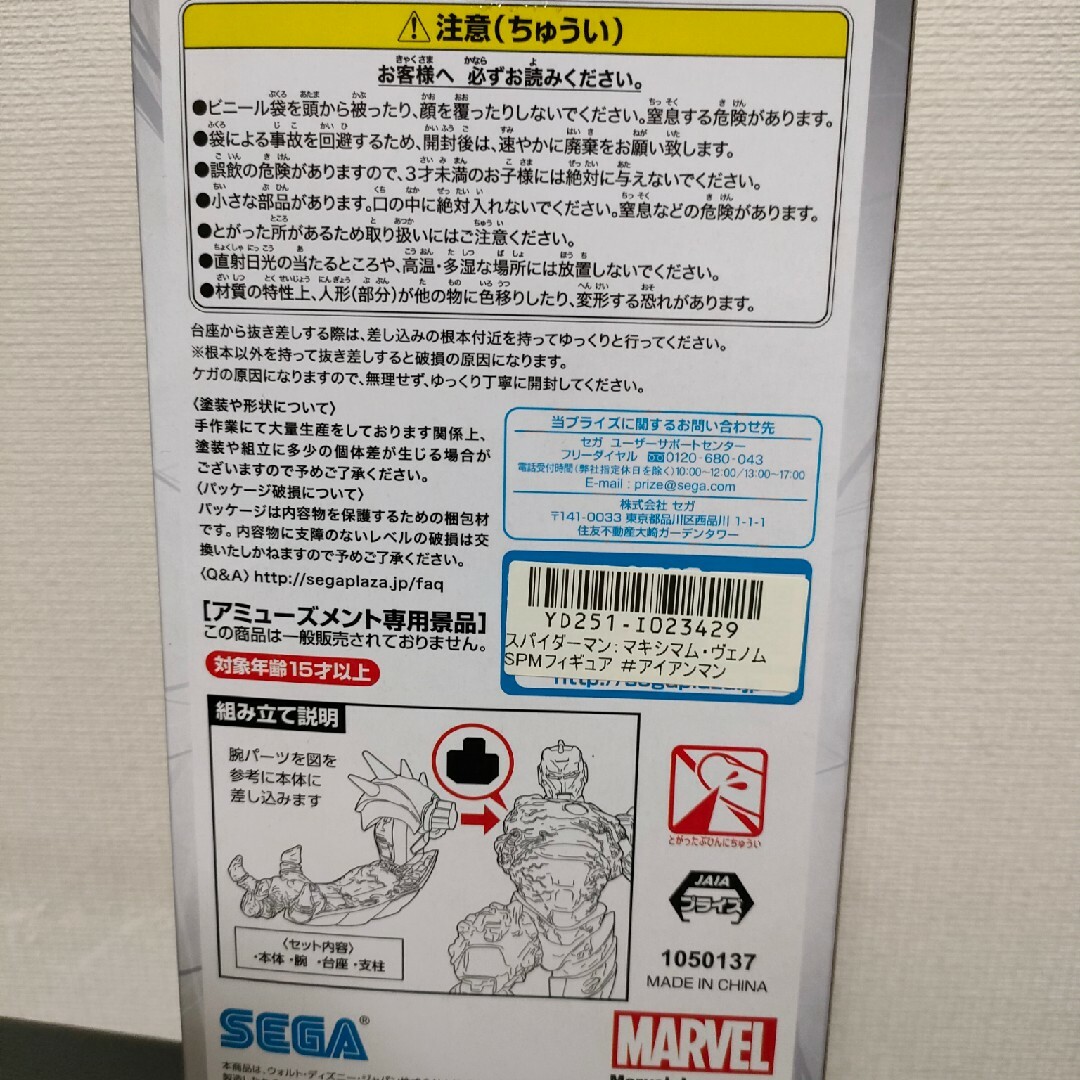 ⚠注意(ちゅうい)
お客様へ 必ずお読みください。
●ビニール袋を頭から被ったり、顔を覆ったりしないでください。窒息する危険があります。
●袋による事故を回避するため、開封後は、速やかに廃棄をお願い致します。
●誤飲の危険がありますので、3才未満のお子様には絶対に与えないでください。
●小さな部品があります。口の中に絶対入れないでください。窒息などの危険があります。
●とがった所があるため取り扱いにはご注意ください。
●直射日光の当たるところや、高温・多湿な場所には放置しないでください。
●材質の特性上、人形(部分)が他の物に色移りしたり、変形する恐れがあります。
台座から抜き差しする際は、差し込みの根本付近を持ってゆっくりと行ってください。
※根本以外を持って抜き差しすると破損の原因になります。
ケガの原因になりますので、無理せず、ゆっくり丁寧に開封してください。
〈塗装や形状について〉
手作業にて大量生産をしております関係上、
塗装や組立に多少の個体差が生じる場合が
ございますので予めご了承ください。
〈パッケージ破損について〉
パッケージは内容物を保護するための梱包材
です。内容物に支障のないレベルの破損は交
換いたしかねますので予めご了承ください。
〈Q&A〉http://segaplaza.jp/faq
[アミューズメント専用景品]
この商品は一般販売されておりません。
対象年齢15才以上
当プライズに関するお問い合わせ先
セガ ユーザーサポートセンター
フリーダイヤル 0120-680-043
電話受付時間(弊社指定休日を除く)10:00~12:00/13:00~17:00
E-mail : prize@sega.com
株式会社 セガ
〒141-0033 東京都品川区西品川 1-1-1
住友不動産大崎ガーデンタワー
YD251-I023429
スパイダーマン:マキシマム・ヴェノム
SPMフィギュア #アイアンマン
http://segaplaza.jp/
組み立て説明
腕パーツを図を
参考に本体に
差し込みます
〈セット内容〉
・本体・腕 ・台座・支柱
とがったぶひんにちゅうい
JAIA
プライズ
1050137
MADE IN CHINA
SEGA®
MARVEL
本商品は、ウォルト・ディズニー・ジャパン株式